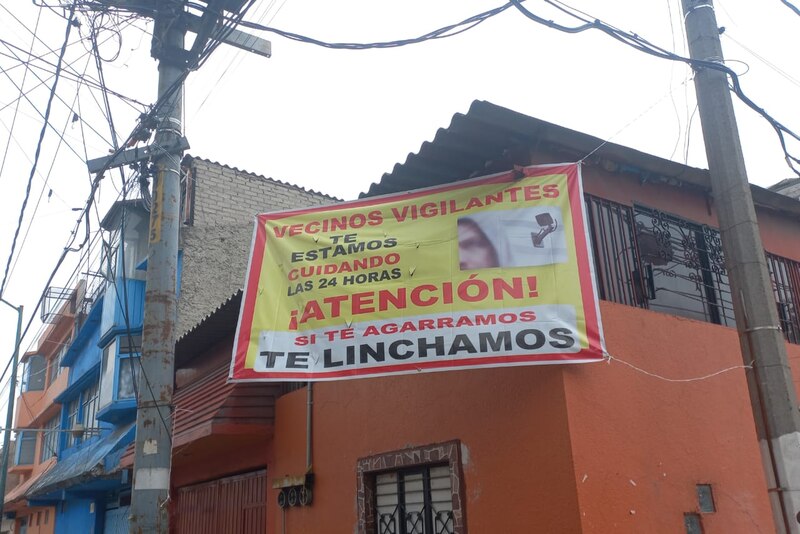 VECINOS VIGILANTES
TE
ESTAMOS
CUIDANDO
LAS 24 HORAS
¡ATENCIÓN!
SI TE AGARRAMOS
TE LINCHAMOS